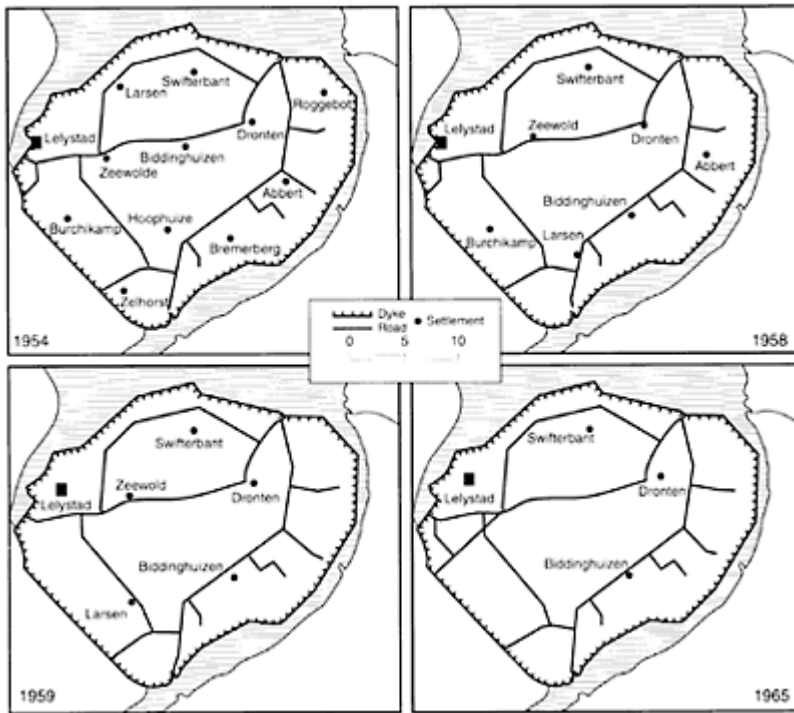 Swifterbant
Larsen
Roggebot
Lelystad
Dronten
Biddinghuizen
Zeewolde
Abbert
Burchikamp
Hoophuize
Bremerberg
Zelhorst
1954
Swifterbant
Lelystad
Zeewold
Dronten
Abbert
Biddinghuizen
Burchikamp
Larsen
1958
Dyke
Road
Settlement
0 5 10
Swifterbant
Lelystad
Zeewold
Dronten
Biddinghuizen
Larsen
1959
Swifterbant
Lelystad
Dronten
Biddinghuizen
1965